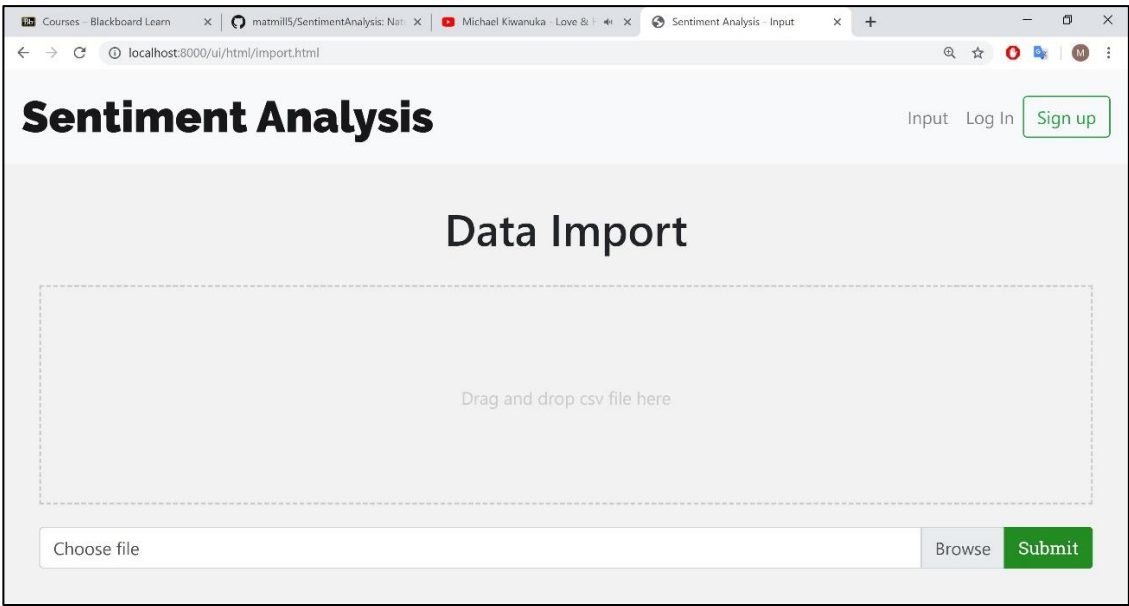 Courses – Blackboard Learn
matmill5/SentimentAnalysis: Nat
Michael Kiwanuka - Love &
Sentiment Analysis - Input
localhost:8000/ui/html/import.html
M
Sentiment Analysis
Input Log In Sign up
Data Import
Drag and drop csv file here
Choose file Browse Submit